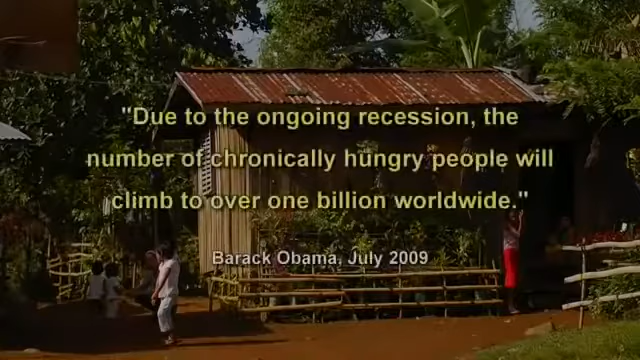 "Due to the ongoing recession, the
number of chronically hungry people will
climb to over one billion worldwide."
Barack Obama, July 2009